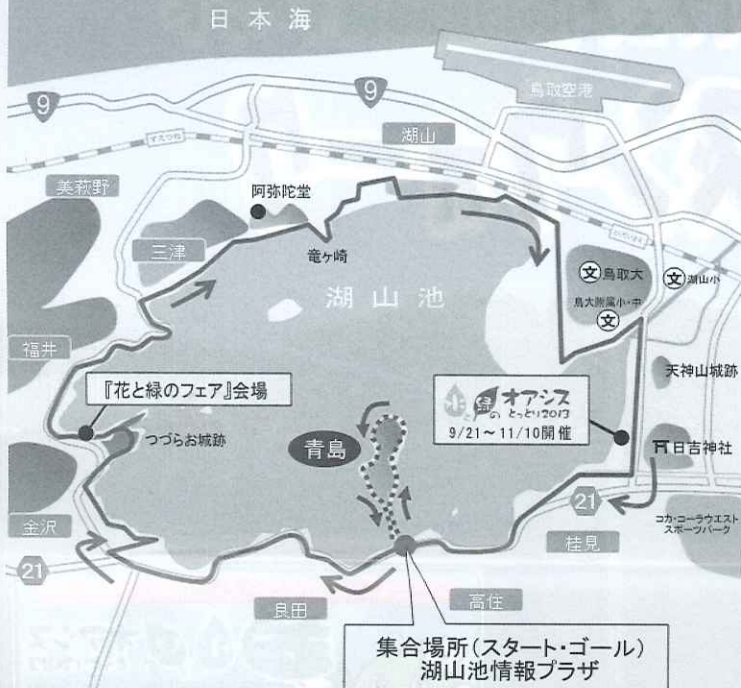 日本海
鳥取空港
9
9
湖山
すえつね
美萩野
阿弥陀堂
三津
竜ヶ崎
湖山池
文 鳥取大
文 湖山小
鳥大附属小・中
文
福井
『花と緑のフェア』会場
水と緑の オアシス
とっとり2013
9/21～11/10開催
天神山城跡
つづらお城跡
青島
日吉神社
21
コカ・コーラウエスト
スポーツパーク
金沢
桂見
21
良田
高住
集合場所(スタート・ゴール)
湖山池情報プラザ